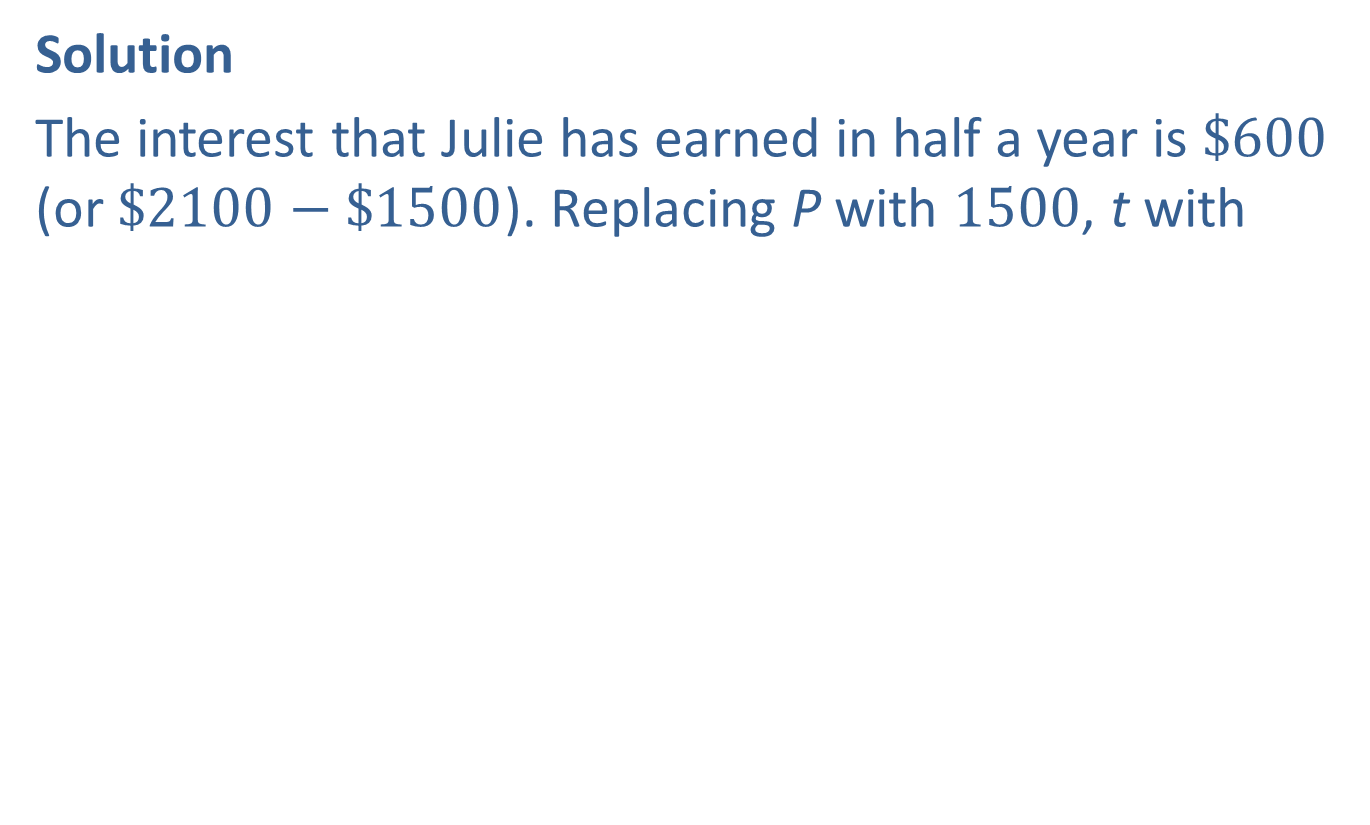 Solution
The interest that Julie has earned in half a year is $600
(or $2100 − $1500). Replacing P with 1500, t with